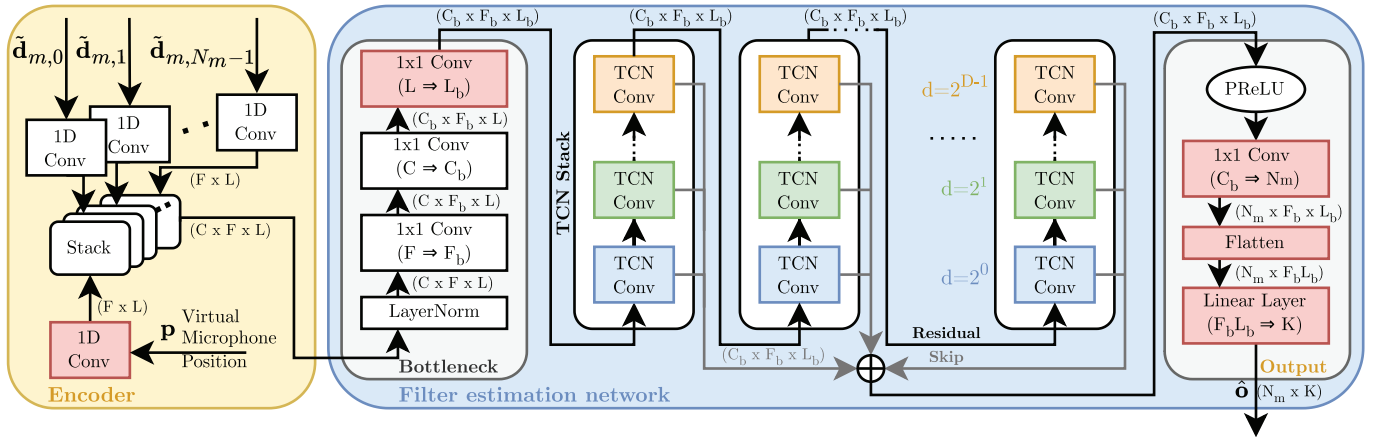 d̃m,0 d̃m,1 d̃m,Nm−1
1D
Conv
1D
Conv
1D
Conv
(F x L)
Stack
(C x F x L)
(F x L)
1D
Conv
p Virtual
Microphone
Position
Encoder
1x1 Conv
(L ⇒ Lb)
(Cb x Fb x L)
1x1 Conv
(C ⇒ Cb)
(C x Fb x L)
1x1 Conv
(F ⇒ Fb)
(C x F x L)
LayerNorm
Bottleneck
Filter estimation network
(Cb x Fb x Lb)
TCN Stack
TCN
Conv
TCN
Conv
TCN
Conv
(Cb x Fb x Lb)
TCN
Conv
TCN
Conv
TCN
Conv
(Cb x Fb x Lb)
(Cb x Fb x Lb)
d=2D-1
.....
d=21
d=20
TCN
Conv
TCN
Conv
TCN
Conv
Residual
Skip
(Cb x Fb x Lb)
PReLU
1x1 Conv
(Cb ⇒ Nm)
(Nm x Fb x Lb)
Flatten
(Nm x FbLb)
Linear Layer
(FbLb ⇒ K)
Output
ô (Nm x K)